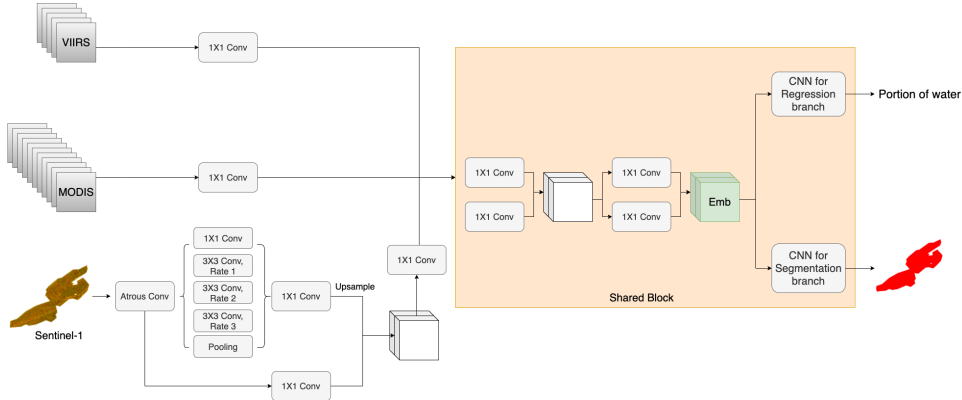 VIIRS
1X1 Conv
MODIS
1X1 Conv
Sentinel-1
Atrous Conv
1X1 Conv
3X3 Conv,
Rate 1
3X3 Conv,
Rate 2
3X3 Conv,
Rate 3
Pooling
1X1 Conv
Upsample
1X1 Conv
1X1 Conv
1X1 Conv
1X1 Conv
1X1 Conv
1X1 Conv
Emb
CNN for
Regression
branch
Portion of water
CNN for
Segmentation
branch
Shared Block